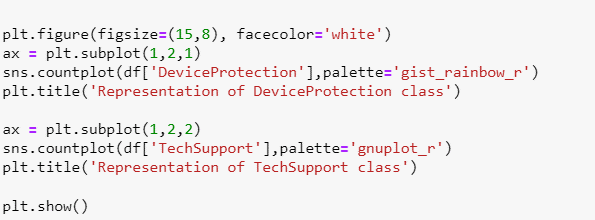 plt.figure(figsize=(15,8), facecolor='white')
ax = plt.subplot(1,2,1)
sns.countplot(df['DeviceProtection'],palette='gist_rainbow_r')
plt.title('Representation of DeviceProtection class')
ax = plt.subplot(1,2,2)
sns.countplot(df['TechSupport'],palette='gnuplot_r')
plt.title('Representation of TechSupport class')
plt.show()